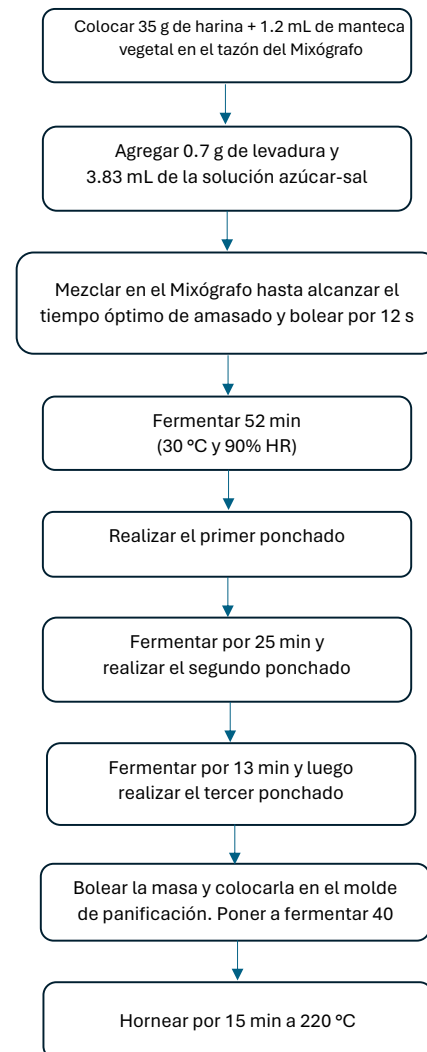 Colocar 35 g de harina + 1.2 mL de manteca
vegetal en el tazón del Mixógrafo
Agregar 0.7 g de levadura y
3.83 mL de la solución azúcar-sal
Mezclar en el Mixógrafo hasta alcanzar el
tiempo óptimo de amasado y bolear por 12 s
Fermentar 52 min
(30 °C y 90% HR)
Realizar el primer ponchado
Fermentar por 25 min y
realizar el segundo ponchado
Fermentar por 13 min y luego
realizar el tercer ponchado
Bolear la masa y colocarla en el molde
de panificación. Poner a fermentar 40
Hornear por 15 min a 220 °C